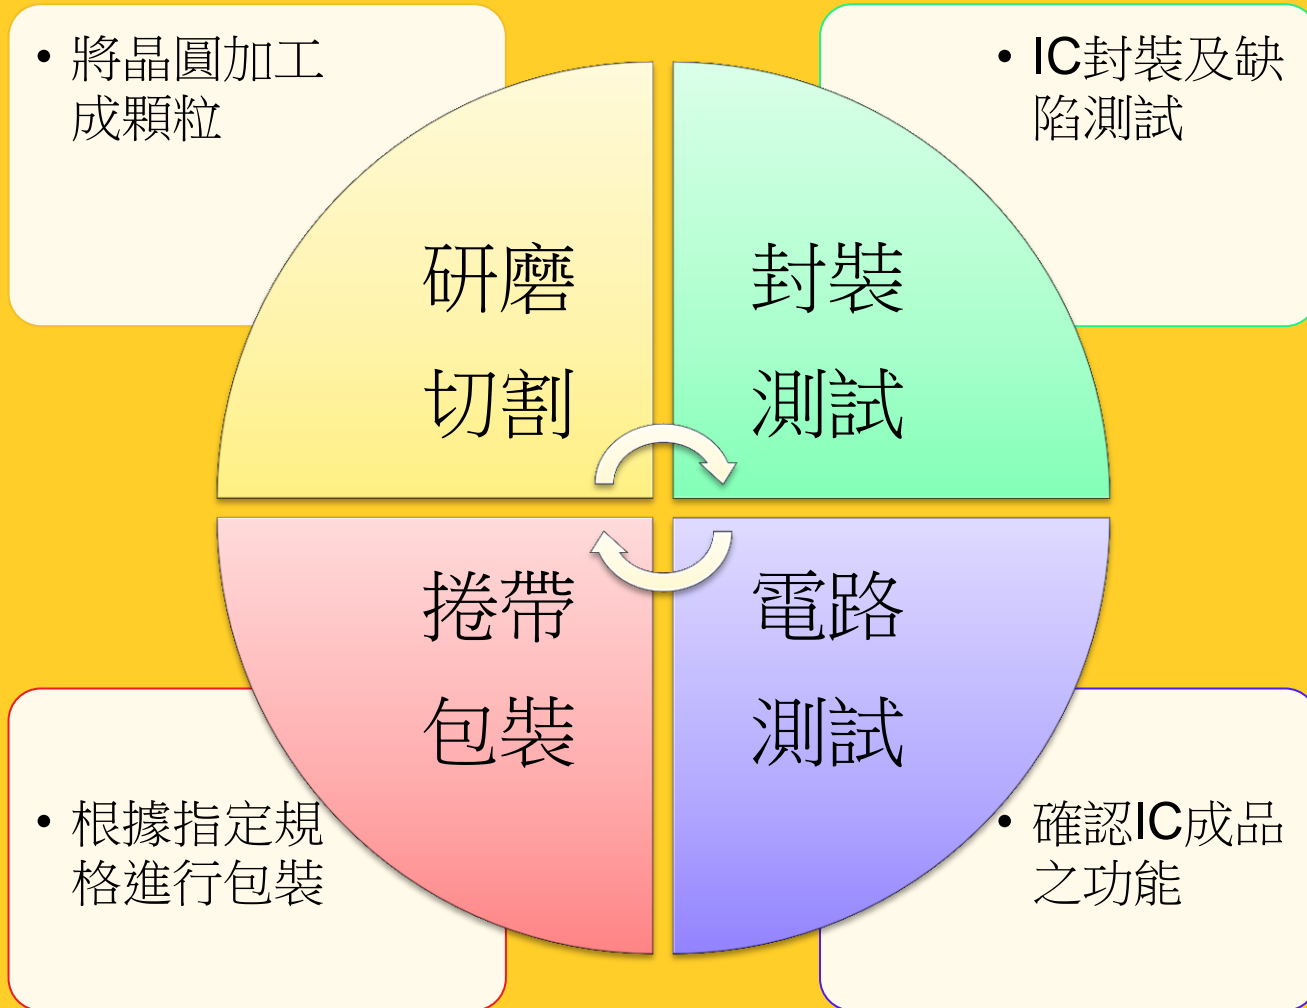 • 將晶圓加工
成顆粒
• IC封裝及缺
陷測試
研磨
切割
封裝
測試
捲帶
包裝
電路
測試
• 根據指定規
格進行包裝
• 確認IC成品
之功能